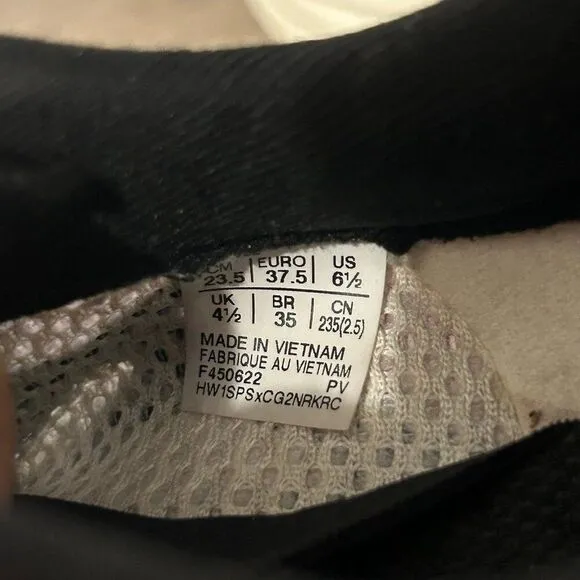 CM EURO US
23.5 37.5 6½
UK BR CN
4½ 35 235(2.5)
MADE IN VIETNAM
FABRIQUE AU VIETNAM
F450622 PV
HW1SPSxCG2NRKRC